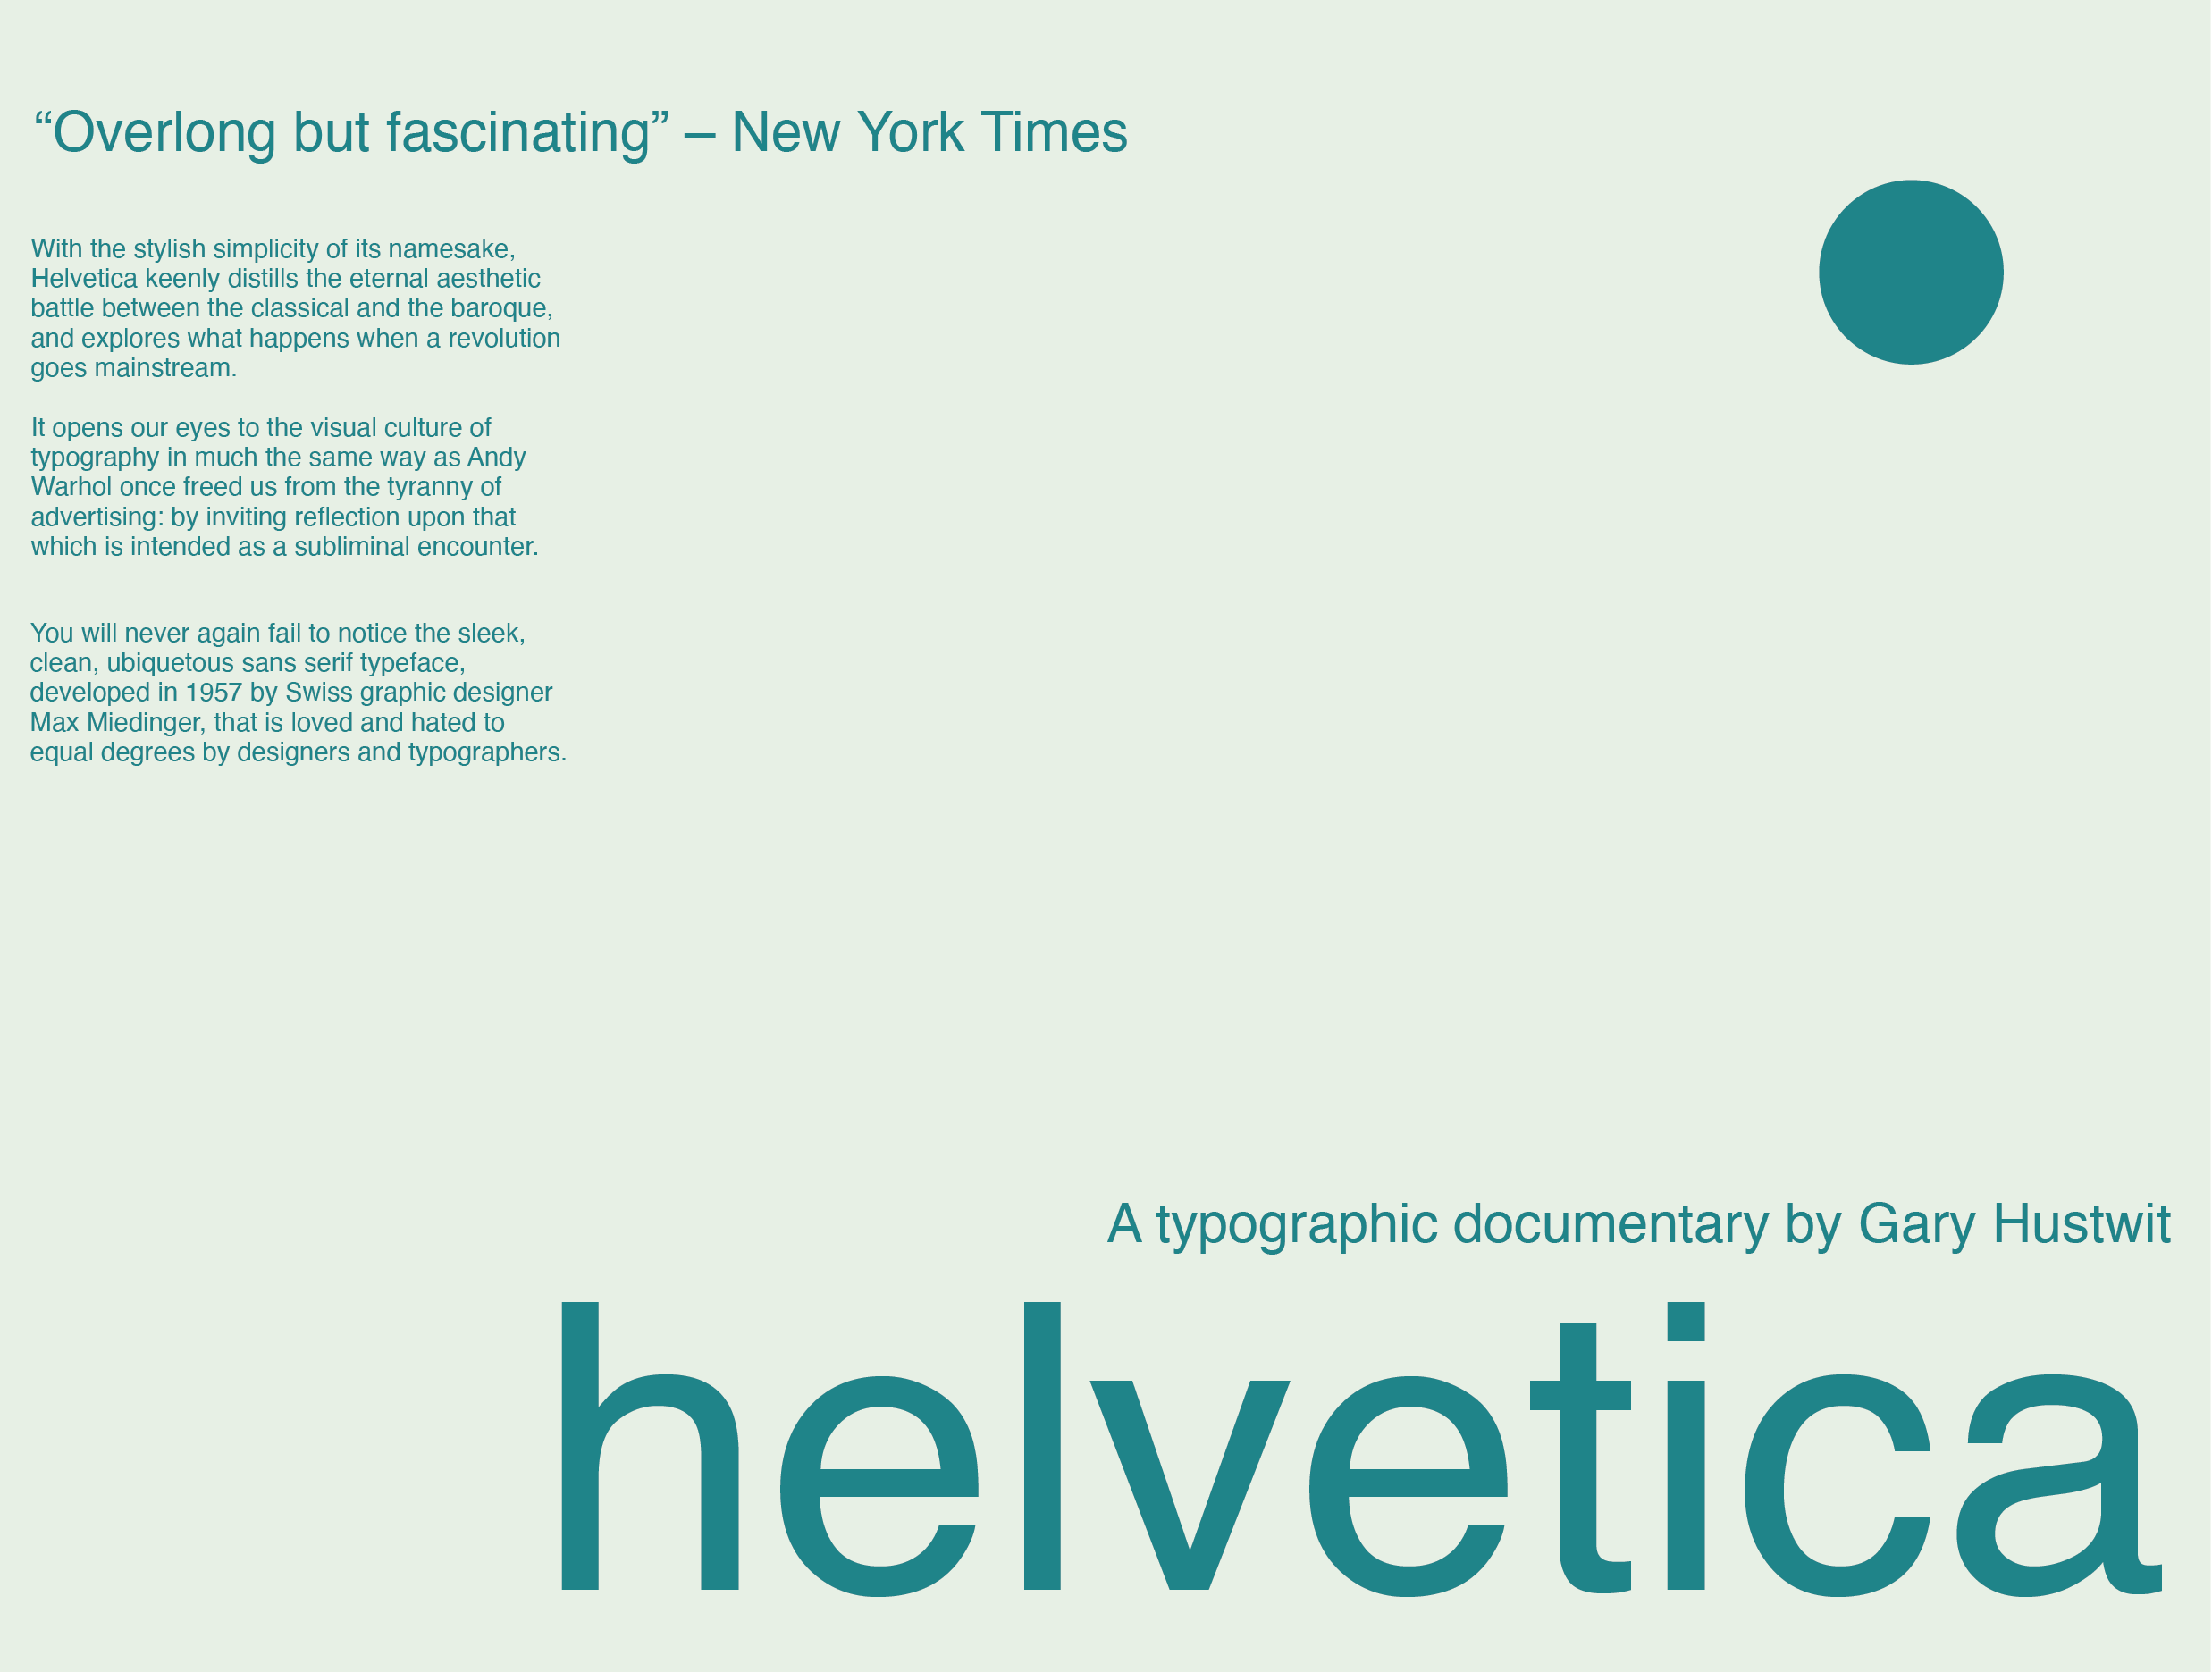 “Overlong but fascinating” – New York Times
With the stylish simplicity of its namesake,
Helvetica keenly distills the eternal aesthetic
battle between the classical and the baroque,
and explores what happens when a revolution
goes mainstream.
It opens our eyes to the visual culture of
typography in much the same way as Andy
Warhol once freed us from the tyranny of
advertising: by inviting reflection upon that
which is intended as a subliminal encounter.
You will never again fail to notice the sleek,
clean, ubiquetous sans serif typeface,
developed in 1957 by Swiss graphic designer
Max Miedinger, that is loved and hated to
equal degrees by designers and typographers.
A typographic documentary by Gary Hustwit
helvetica